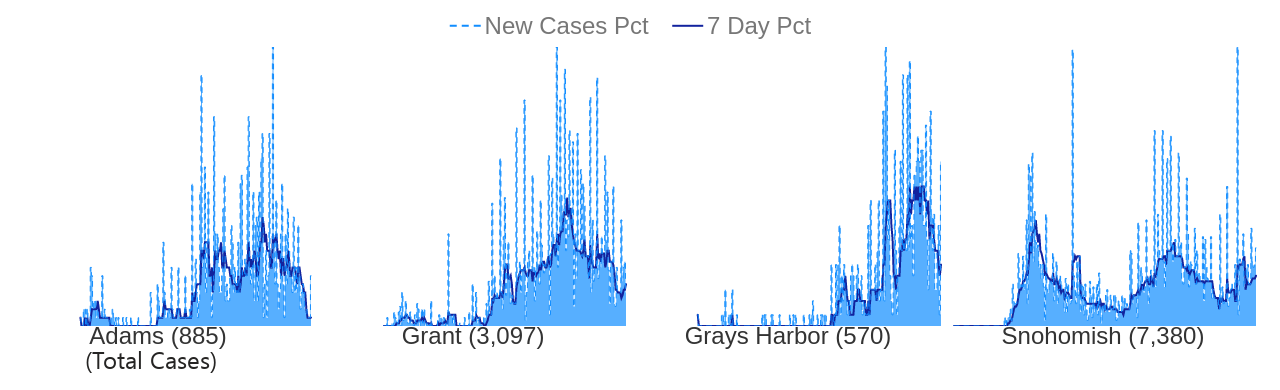 New Cases Pct 7 Day Pct
Adams (885) Grant (3,097) Grays Harbor (570) Snohomish (7,380)
(Total Cases)